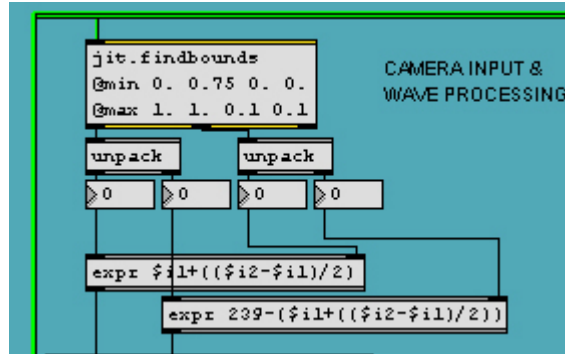 jit.findbounds
@min 0. 0.75 0. 0.
@max 1. 1. 0.1 0.1
CAMERA INPUT &
WAVE PROCESSING
unpack
unpack
0
0
0
0
expr $i1+(($i2-$i1)/2)
expr 239-($i1+(($i2-$i1)/2))